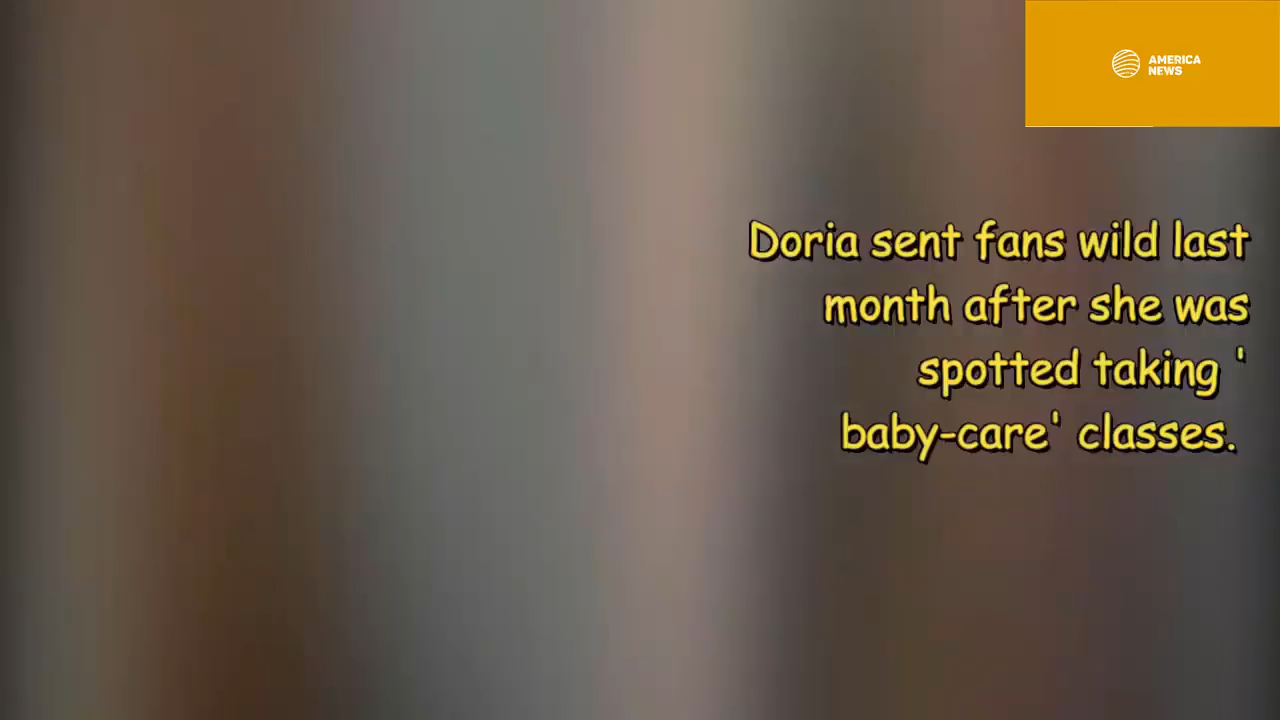 AMERICA
NEWS
Doria sent fans wild last
month after she was
spotted taking '
baby-care' classes.